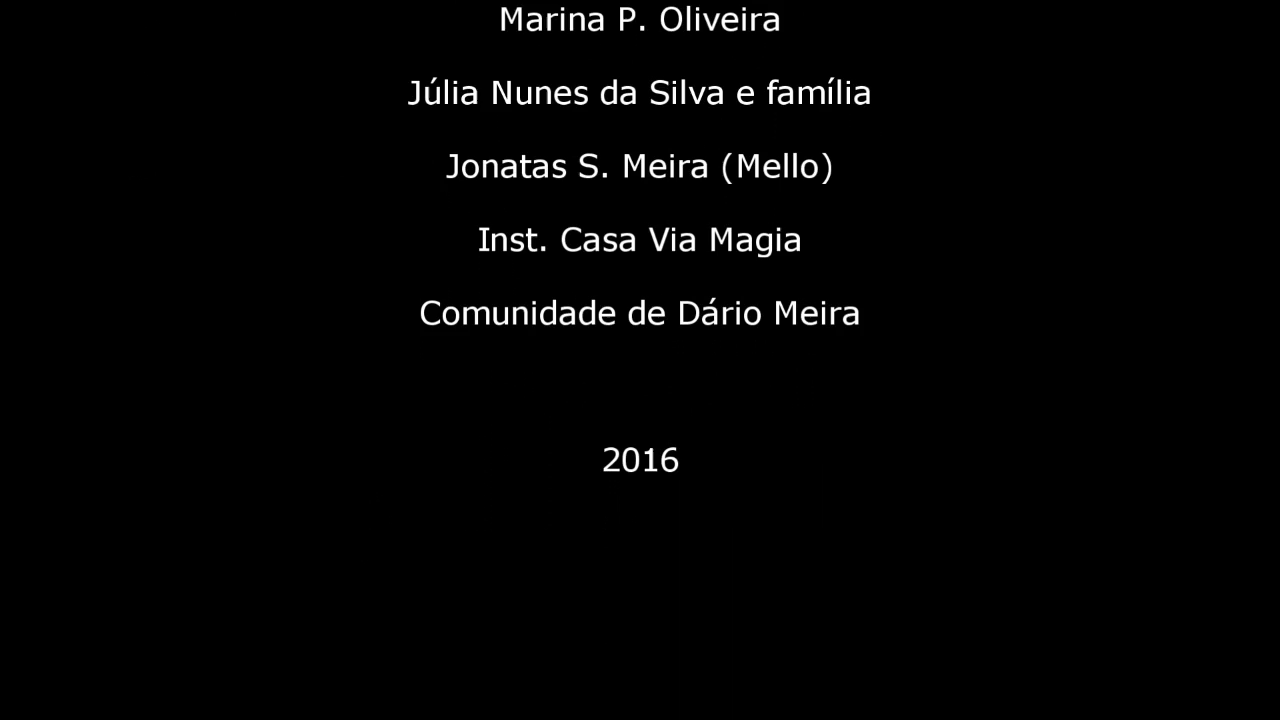 Marina P. Oliveira
Júlia Nunes da Silva e família
Jonatas S. Meira (Mello)
Inst. Casa Via Magia
Comunidade de Dário Meira
2016